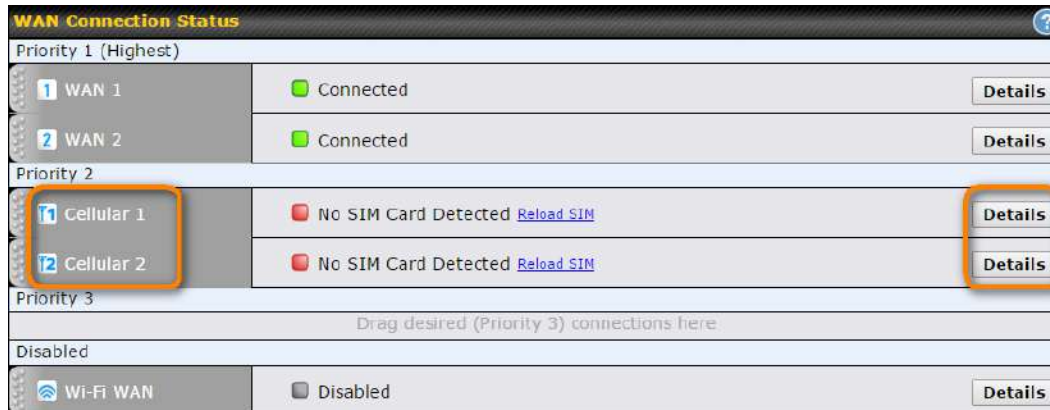 WAN Connection Status ?
Priority 1 (Highest)
1 WAN 1 Connected Details
2 WAN 2 Connected Details
Priority 2
1 Cellular 1 No SIM Card Detected Reload SIM Details
2 Cellular 2 No SIM Card Detected Reload SIM Details
Priority 3
Drag desired (Priority 3) connections here
Disabled
Wi-Fi WAN Disabled Details